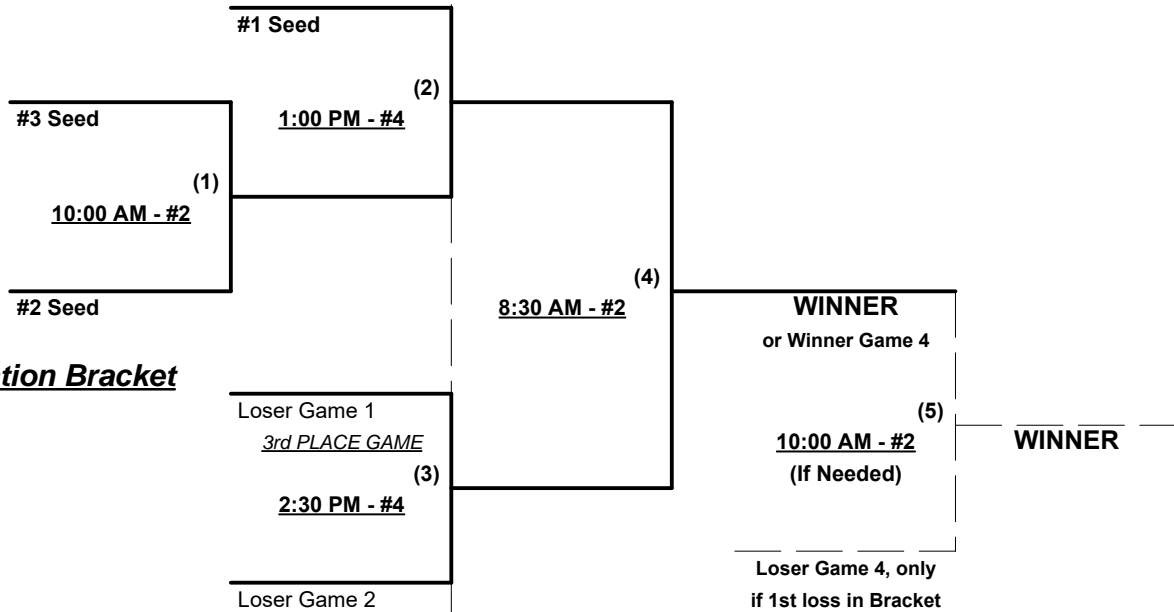 #1 Seed
(2)
#3 Seed
1:00 PM - #4
(1)
10:00 AM - #2
(4)
#2 Seed
8:30 AM - #2
WINNER
or Winner Game 4
Bracket
Loser Game 1
(5)
3rd PLACE GAME
10:00 AM - #2
WINNER
(3)
(If Needed)
2:30 PM - #4
Loser Game 4, only
Loser Game 2
if 1st loss in Bracket